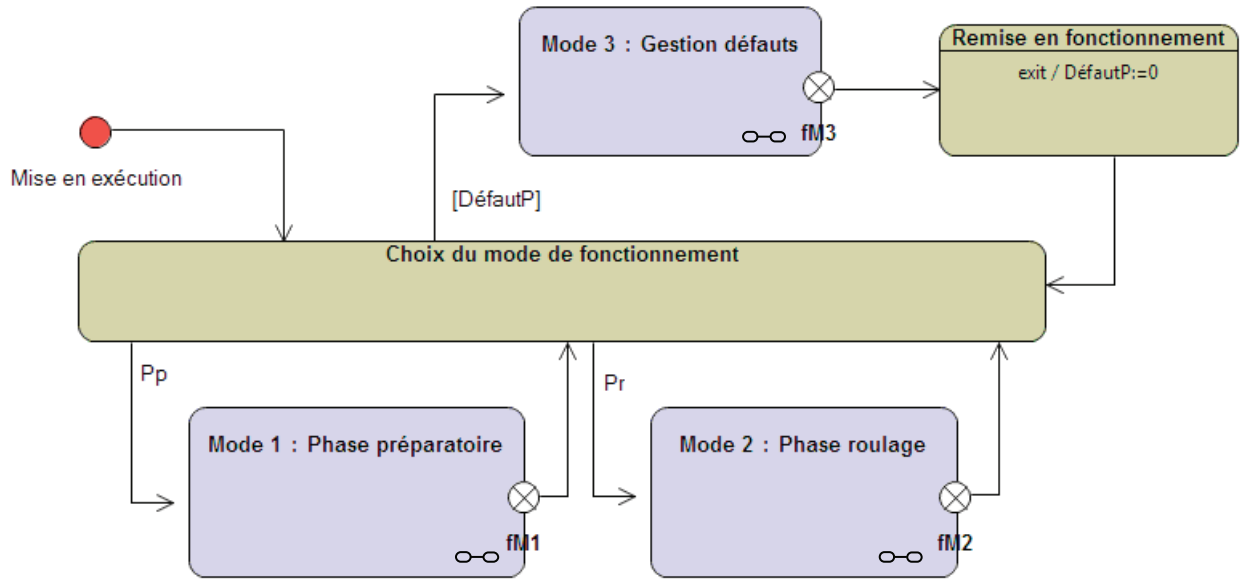 Mode 3 : Gestion défauts
fM3
Remise en fonctionnement
exit / DéfautP:=0
Mise en exécution
[DéfautP]
Choix du mode de fonctionnement
Pp
Pr
Mode 1 : Phase préparatoire
fM1
Mode 2 : Phase roulage
fM2